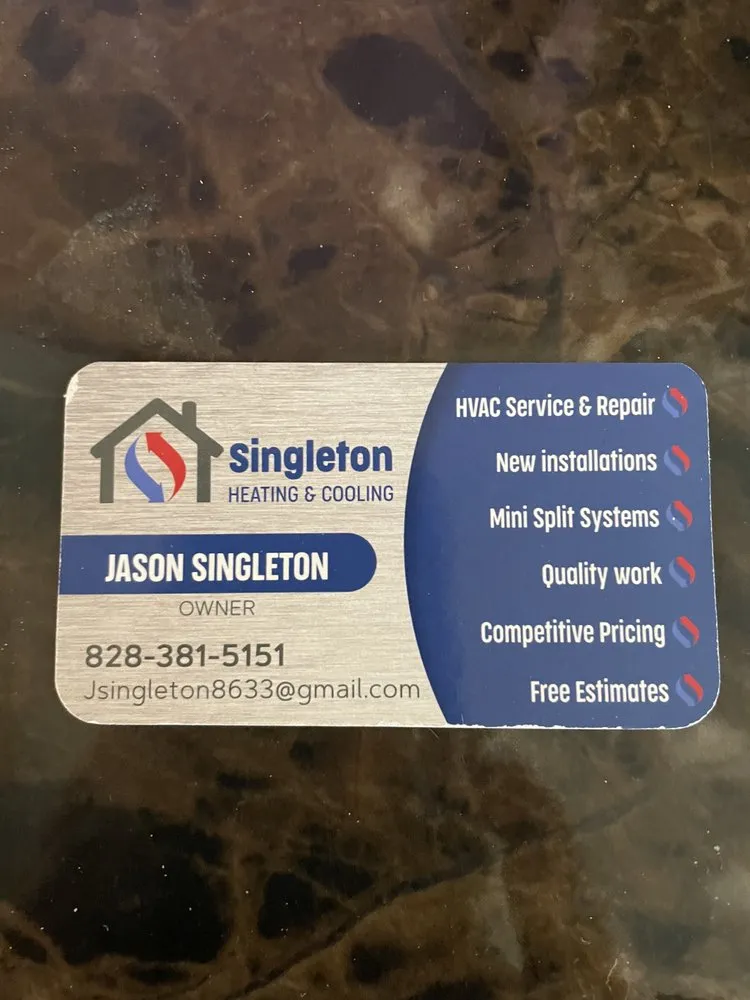 Singleton
HEATING & COOLING
JASON SINGLETON
OWNER
828-381-5151
Jsingleton8633@gmail.com
HVAC Service & Repair
New installations
Mini Split Systems
Quality work
Competitive Pricing
Free Estimates